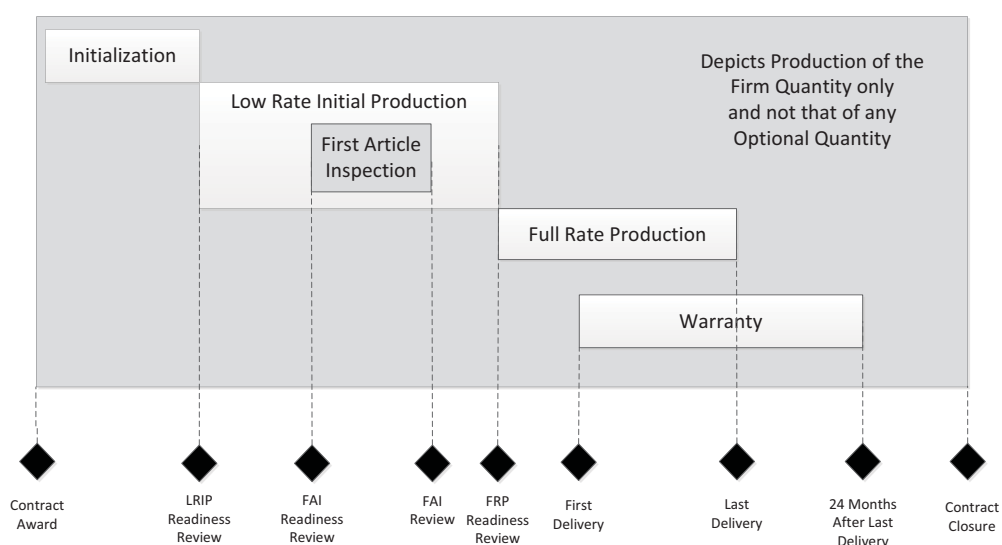 Initialization
Depicts Production of the
Firm Quantity only
and not that of any
Optional Quantity
Low Rate Initial Production
First Article
Inspection
Full Rate Production
Warranty
Contract
Award
LRIP
Readiness
Review
FAI
Readiness
Review
FAI
Review
FRP
Readiness
Review
First
Delivery
Last
Delivery
24 Months
After Last
Delivery
Contract
Closure